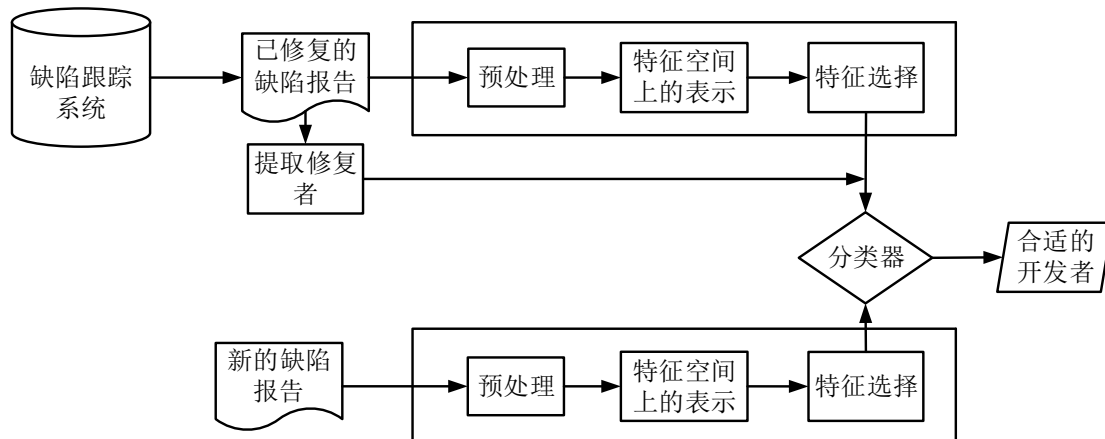 缺陷跟踪
系统
已修复的
缺陷报告
预处理
特征空间
上的表示
特征选择
提取修复
者
分类器
合适的
开发者
新的缺陷
报告
预处理
特征空间
上的表示
特征选择